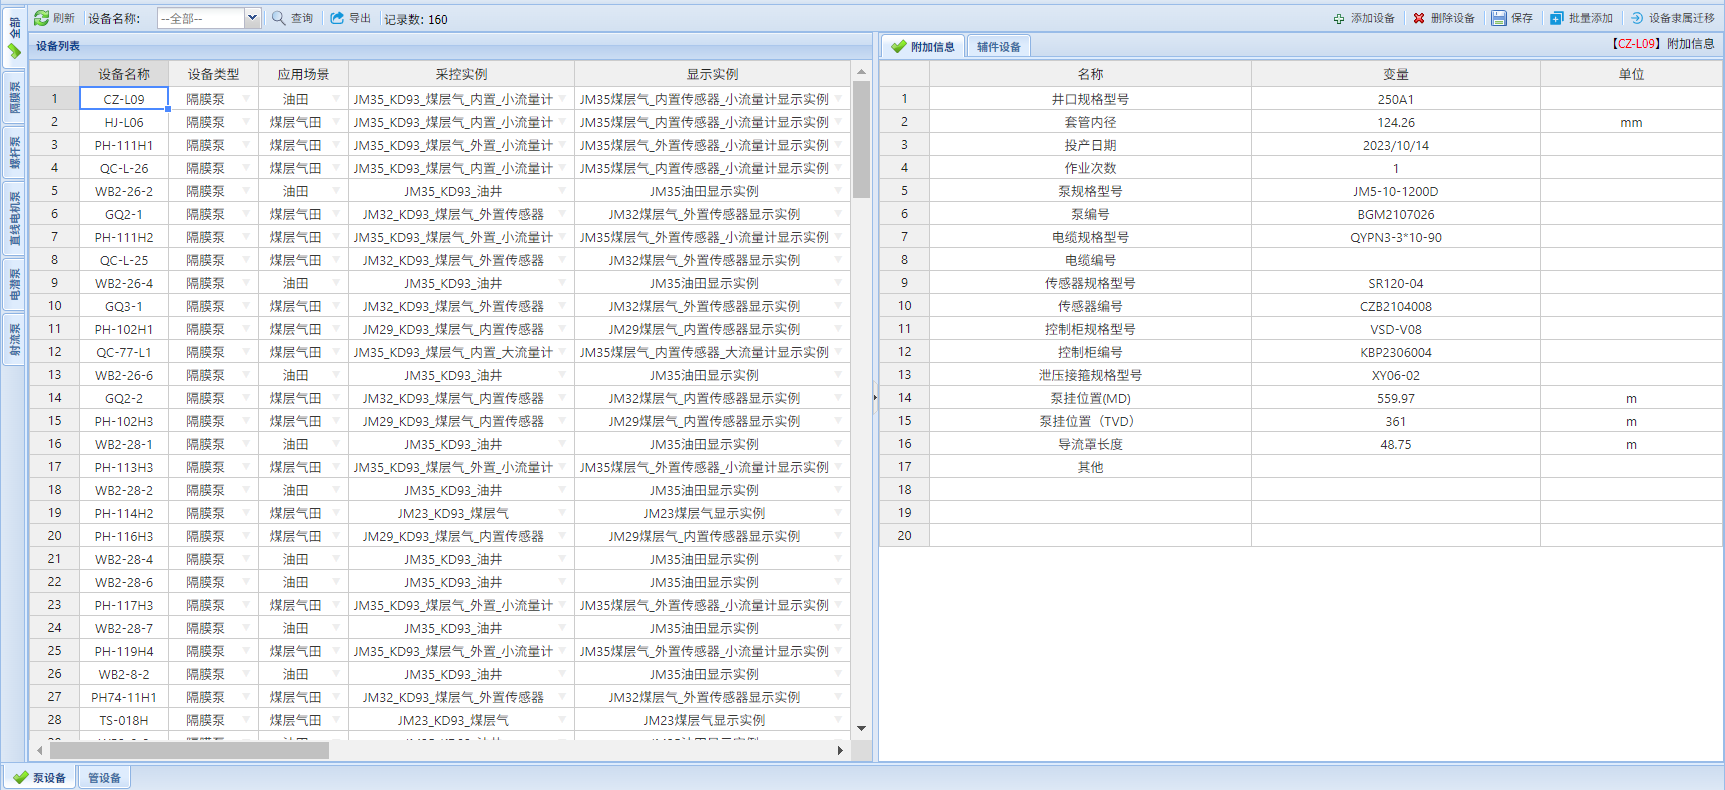 全部
隔膜泵
螺杆泵
直线电机泵
电潜泵
射流泵
刷新 设备名称: --全部-- 查询 导出 记录数: 160 添加设备 删除设备 保存 批量添加 设备隶属迁移
设备列表
设备名称 设备类型 应用场景 采控实例 显示实例
1 CZ-L09 隔膜泵 油田 JM35_KD93_煤层气_内置_小流量计 JM35煤层气_内置传感器_小流量计显示实例
2 HJ-L06 隔膜泵 煤层气田 JM35_KD93_煤层气_内置_小流量计 JM35煤层气_内置传感器_小流量计显示实例
3 PH-111H1 隔膜泵 煤层气田 JM35_KD93_煤层气_外置_小流量计 JM35煤层气_外置传感器_小流量计显示实例
4 QC-L-26 隔膜泵 煤层气田 JM35_KD93_煤层气_内置_小流量计 JM35煤层气_内置传感器_小流量计显示实例
5 WB2-26-2 隔膜泵 油田 JM35_KD93_油井 JM35油田显示实例
6 GQ2-1 隔膜泵 煤层气田 JM32_KD93_煤层气_外置传感器 JM32煤层气_外置传感器显示实例
7 PH-111H2 隔膜泵 煤层气田 JM35_KD93_煤层气_外置_小流量计 JM35煤层气_外置传感器_小流量计显示实例
8 QC-L-25 隔膜泵 煤层气田 JM32_KD93_煤层气_外置传感器 JM32煤层气_外置传感器显示实例
9 WB2-26-4 隔膜泵 油田 JM35_KD93_油井 JM35油田显示实例
10 GQ3-1 隔膜泵 煤层气田 JM32_KD93_煤层气_外置传感器 JM32煤层气_外置传感器显示实例
11 PH-102H1 隔膜泵 煤层气田 JM29_KD93_煤层气_内置传感器 JM29煤层气_内置传感器显示实例
12 QC-77-L1 隔膜泵 煤层气田 JM35_KD93_煤层气_内置_大流量计 JM35煤层气_内置传感器_大流量计显示实例
13 WB2-26-6 隔膜泵 油田 JM35_KD93_油井 JM35油田显示实例
14 GQ2-2 隔膜泵 煤层气田 JM32_KD93_煤层气_外置传感器 JM32煤层气_外置传感器显示实例
15 PH-102H3 隔膜泵 煤层气田 JM29_KD93_煤层气_内置传感器 JM29煤层气_内置传感器显示实例
16 WB2-28-1 隔膜泵 油田 JM35_KD93_油井 JM35油田显示实例
17 PH-113H3 隔膜泵 煤层气田 JM35_KD93_煤层气_外置_小流量计 JM35煤层气_外置传感器_小流量计显示实例
18 WB2-28-2 隔膜泵 油田 JM35_KD93_油井 JM35油田显示实例
19 PH-114H2 隔膜泵 煤层气田 JM23_KD93_煤层气 JM23煤层气显示实例
20 PH-116H3 隔膜泵 煤层气田 JM29_KD93_煤层气_内置传感器 JM29煤层气_内置传感器显示实例
21 WB2-28-4 隔膜泵 油田 JM35_KD93_油井 JM35油田显示实例
22 WB2-28-6 隔膜泵 油田 JM35_KD93_油井 JM35油田显示实例
23 PH-117H3 隔膜泵 煤层气田 JM35_KD93_煤层气_外置_小流量计 JM35煤层气_外置传感器_小流量计显示实例
24 WB2-28-7 隔膜泵 油田 JM35_KD93_油井 JM35油田显示实例
25 PH-119H4 隔膜泵 煤层气田 JM35_KD93_煤层气_外置_小流量计 JM35煤层气_外置传感器_小流量计显示实例
26 WB2-8-2 隔膜泵 油田 JM35_KD93_油井 JM35油田显示实例
27 PH74-11H1 隔膜泵 煤层气田 JM32_KD93_煤层气_外置传感器 JM32煤层气_外置传感器显示实例
28 TS-018H 隔膜泵 煤层气田 JM23_KD93_煤层气 JM23煤层气显示实例
附加信息 辅件设备 【CZ-L09】附加信息
名称 变量 单位
1 井口规格型号 250A1
2 套管内径 124.26 mm
3 投产日期 2023/10/14
4 作业次数 1
5 泵规格型号 JM5-10-1200D
6 泵编号 BGM2107026
7 电缆规格型号 QYPN3-3*10-90
8 电缆编号
9 传感器规格型号 SR120-04
10 传感器编号 CZB2104008
11 控制柜规格型号 VSD-V08
12 控制柜编号 KBP2306004
13 泄压接箍规格型号 XY06-02
14 泵挂位置(MD) 559.97 m
15 泵挂位置（TVD） 361 m
16 导流罩长度 48.75 m
17 其他
18
19
20
泵设备 管设备